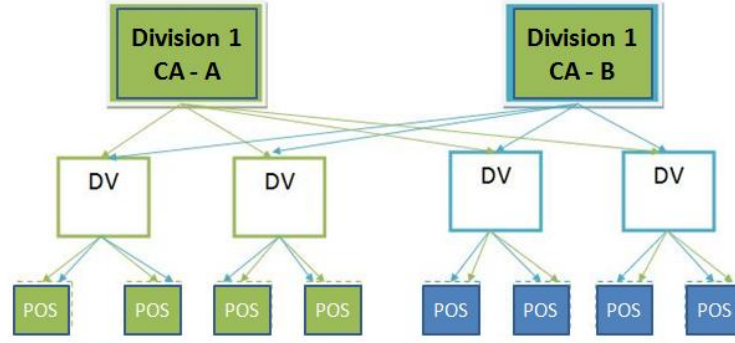 Division 1
CA - A
Division 1
CA - B
DV
DV
DV
DV
POS
POS
POS
POS
POS
POS
POS
POS